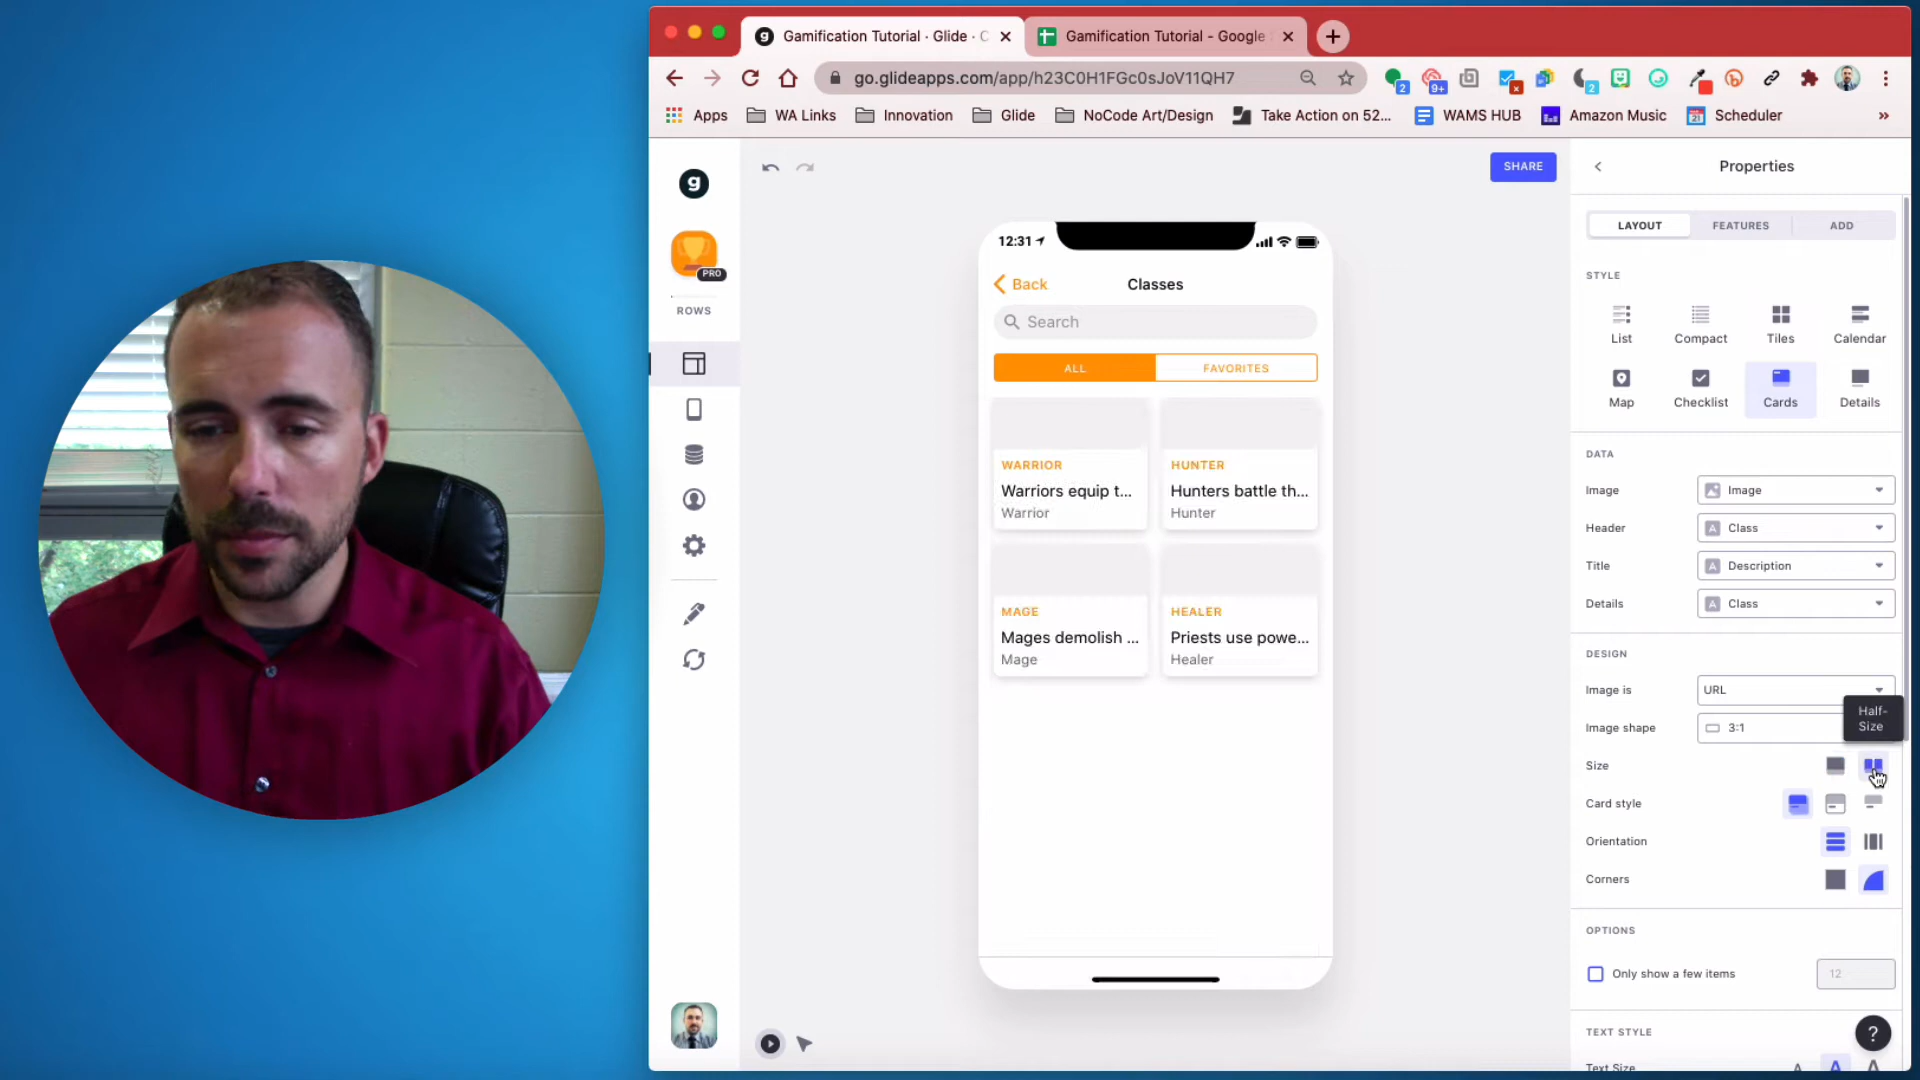 Gamification Tutorial · Glide · C
Gamification Tutorial - Google
go.glideapps.com/app/h23C0H1FGc0sJoV11QH7
2
9+
2
Apps
WA Links
Innovation
Glide
NoCode Art/Design
Take Action on 52...
WAMS HUB
Amazon Music
Scheduler
»
g
PRO
ROWS
SHARE
Properties
LAYOUT
FEATURES
ADD
STYLE
List
Compact
Tiles
Calendar
Map
Checklist
Cards
Details
DATA
Image
Image
Header
Class
Title
Description
Details
Class
DESIGN
Image is
URL
Half-
Size
Image shape
3:1
Size
Card style
Orientation
Corners
OPTIONS
Only show a few items
12
TEXT STYLE
Text Size
?
12:31
Back
Classes
Search
ALL
FAVORITES
WARRIOR
Warriors equip t...
Warrior
HUNTER
Hunters battle th...
Hunter
MAGE
Mages demolish ...
Mage
HEALER
Priests use powe...
Healer